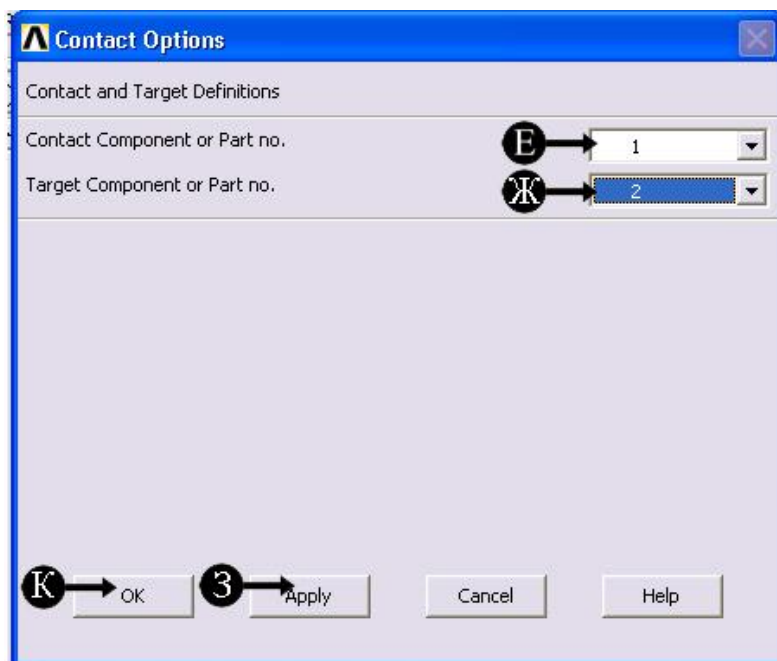 Contact Options
Contact and Target Definitions
Contact Component or Part no. Е 1
Target Component or Part no. Ж 2
К OK З Apply Cancel Help